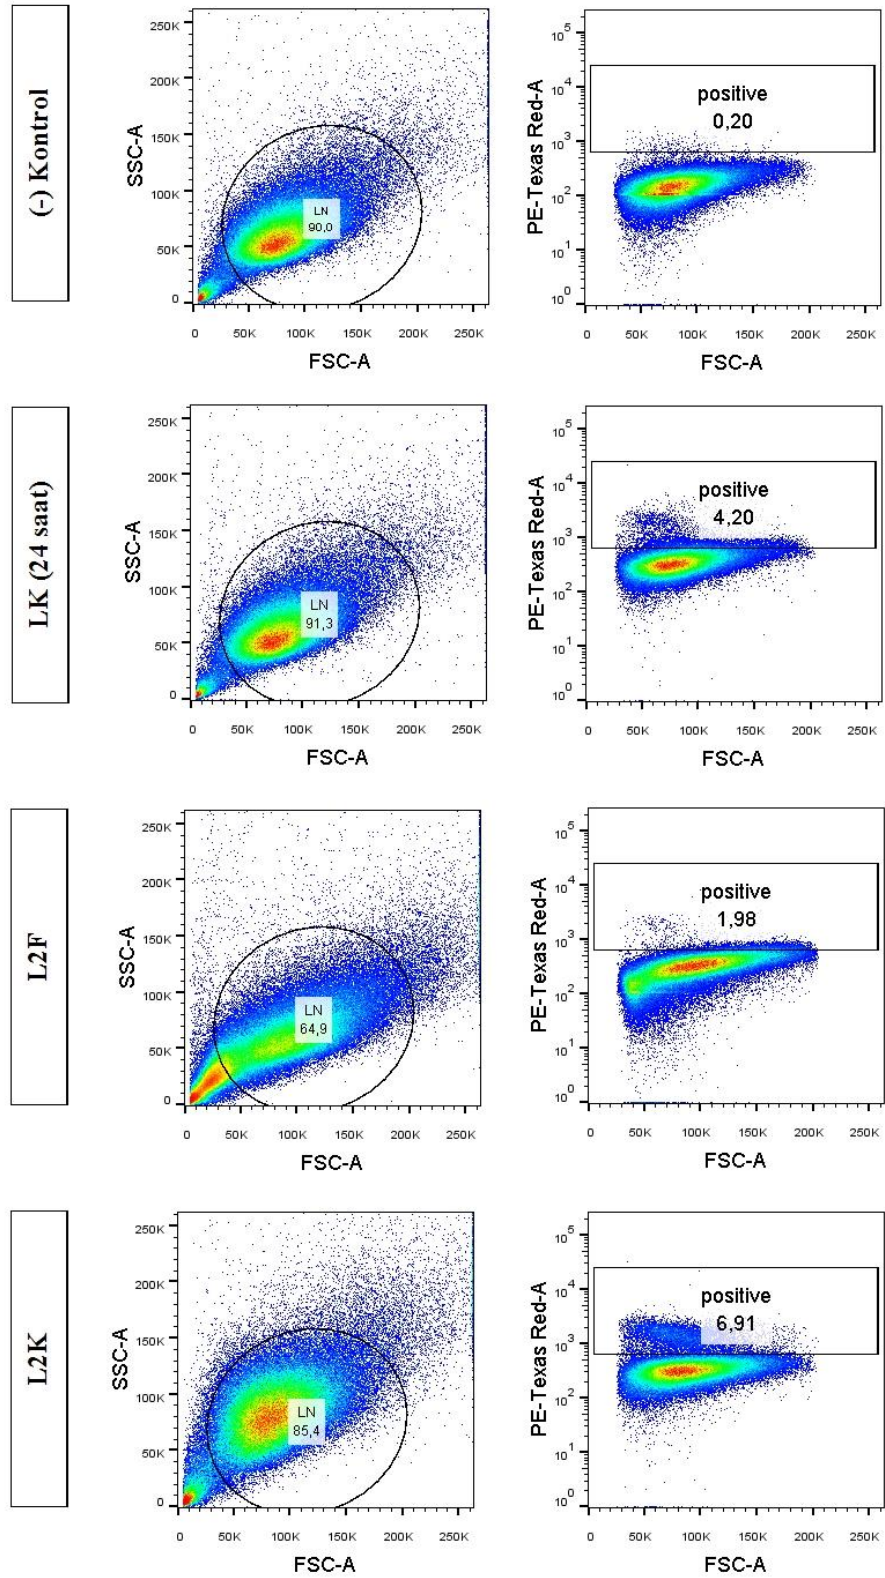 (-) Kontrol
250K
200K
150K
100K
50K
0
SSC-A
LN
90,0
0
50K
100K
150K
200K
250K
FSC-A
10^5
10^4
10^3
10^2
10^1
10^0
PE-Texas Red-A
positive
0,20
0
50K
100K
150K
200K
250K
FSC-A
LK (24 saat)
250K
200K
150K
100K
50K
0
SSC-A
LN
91,3
0
50K
100K
150K
200K
250K
FSC-A
10^5
10^4
10^3
10^2
10^1
10^0
PE-Texas Red-A
positive
4,20
0
50K
100K
150K
200K
250K
FSC-A
L2F
250K
200K
150K
100K
50K
0
SSC-A
LN
64,9
0
50K
100K
150K
200K
250K
FSC-A
10^5
10^4
10^3
10^2
10^1
10^0
PE-Texas Red-A
positive
1,98
0
50K
100K
150K
200K
250K
FSC-A
L2K
250K
200K
150K
100K
50K
0
SSC-A
LN
85,4
0
50K
100K
150K
200K
250K
FSC-A
10^5
10^4
10^3
10^2
10^1
10^0
PE-Texas Red-A
positive
6,91
0
50K
100K
150K
200K
250K
FSC-A